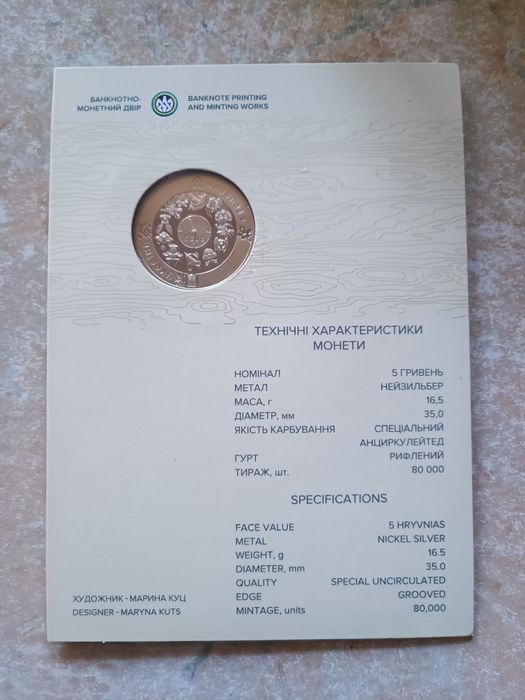 БАНКНОТНО-
МОНЕТНИЙ ДВІР
BANKNOTE PRINTING
AND MINTING WORKS
ТЕХНІЧНІ ХАРАКТЕРИСТИКИ
МОНЕТИ
НОМІНАЛ 5 ГРИВЕНЬ
МЕТАЛ НЕЙЗИЛЬБЕР
МАСА, г 16,5
ДІАМЕТР, мм 35,0
ЯКІСТЬ КАРБУВАННЯ СПЕЦІАЛЬНИЙ
АНЦИРКУЛЕЙТЕД
ГУРТ РИФЛЕНИЙ
ТИРАЖ, шт. 80 000
SPECIFICATIONS
FACE VALUE 5 HRYVNIAS
METAL NICKEL SILVER
WEIGHT, g 16.5
DIAMETER, mm 35.0
QUALITY SPECIAL UNCIRCULATED
EDGE GROOVED
MINTAGE, units 80,000
ХУДОЖНИК – МАРИНА КУЦ
DESIGNER – MARYNA KUTS